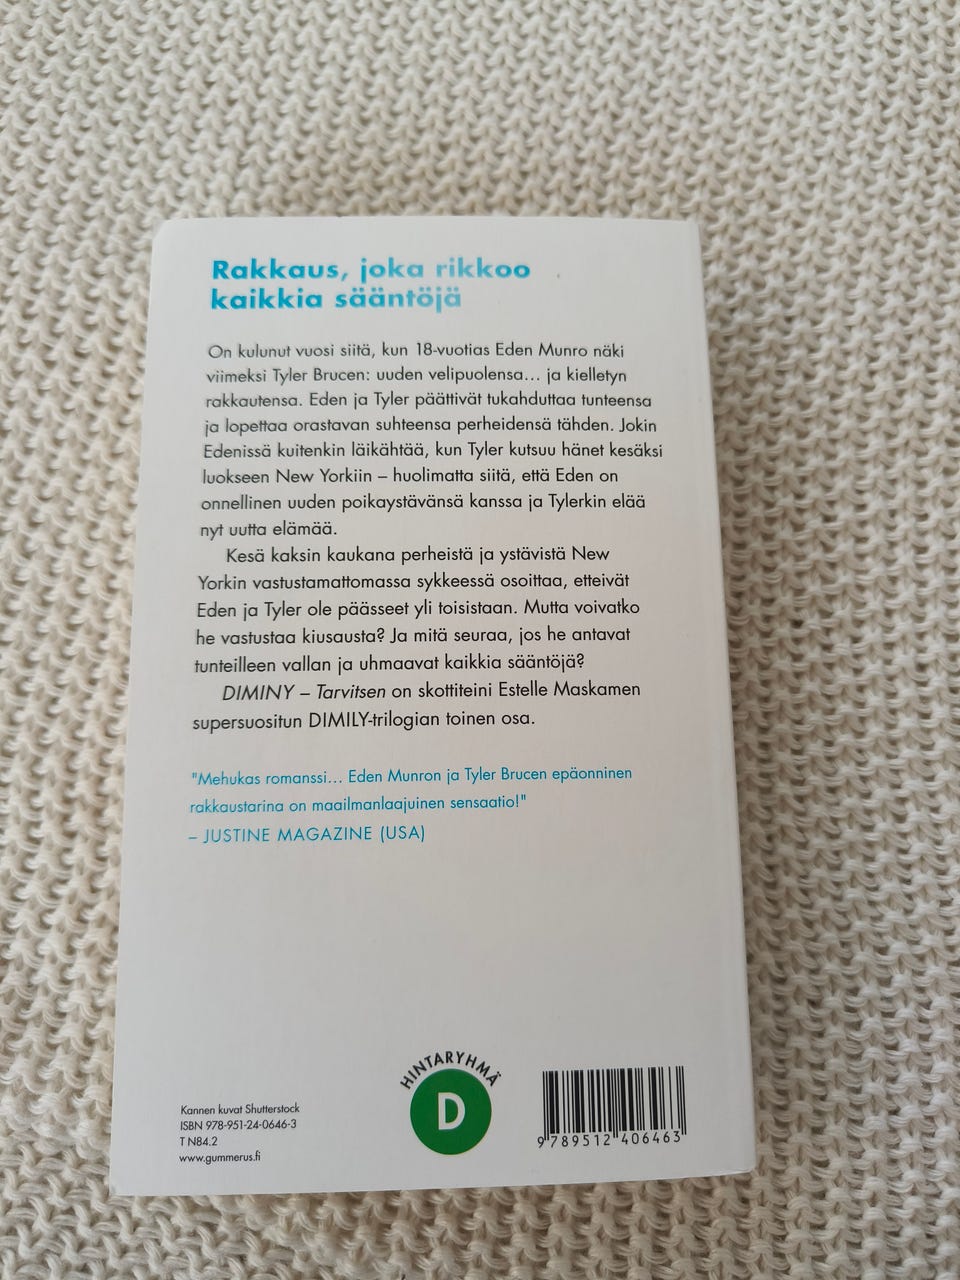 Rakkaus, joka rikkoo
kaikkia sääntöjä
On kulunut vuosi siitä, kun 18-vuotias Eden Munro näki
viimeksi Tyler Brucen: uuden velipuolensa... ja kielletyn
rakkautensa. Eden ja Tyler päättivät tukahduttaa tunteensa
ja lopettaa orastavan suhteensa perheidensä tähden. Jokin
Edenissä kuitenkin läikähtää, kun Tyler kutsuu hänet kesäksi
luokseen New Yorkiin – huolimatta siitä, että Eden on
onnellinen uuden poikaystävänsä kanssa ja Tylerkin elää
nyt uutta elämää.
Kesä kaksin kaukana perheistä ja ystävistä New
Yorkin vastustamattomassa sykkeessä osoittaa, etteivät
Eden ja Tyler ole päässeet yli toisistaan. Mutta voivatko
he vastustaa kiusausta? Ja mitä seuraa, jos he antavat
tunteilleen vallan ja uhmaavat kaikkia sääntöjä?
DIMINY – Tarvitsen on skottiteini Estelle Maskamen
supersuositun DIMILY-trilogian toinen osa.
"Mehukas romanssi... Eden Munron ja Tyler Brucen epäonninen
rakkaustarina on maailmanlaajuinen sensaatio!"
– JUSTINE MAGAZINE (USA)
HINTARYHMÄ
D
Kannen kuvat Shutterstock
ISBN 978-951-24-0646-3
T N84.2
www.gummerus.fi
9 789512 406463